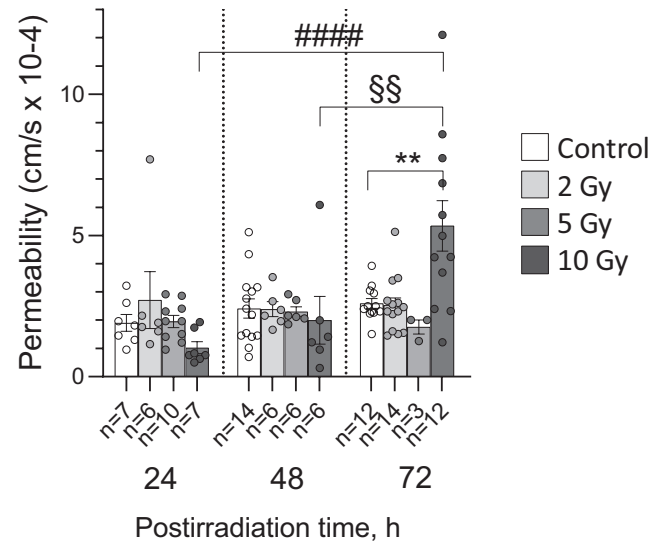 Permeability (cm/s x 10-4)
10
5
0
####
§§
**
Control
2 Gy
5 Gy
10 Gy
n=7
n=6
n=10
n=7
n=14
n=6
n=6
n=6
n=12
n=14
n=3
n=12
24
48
72
Postirradiation time, h